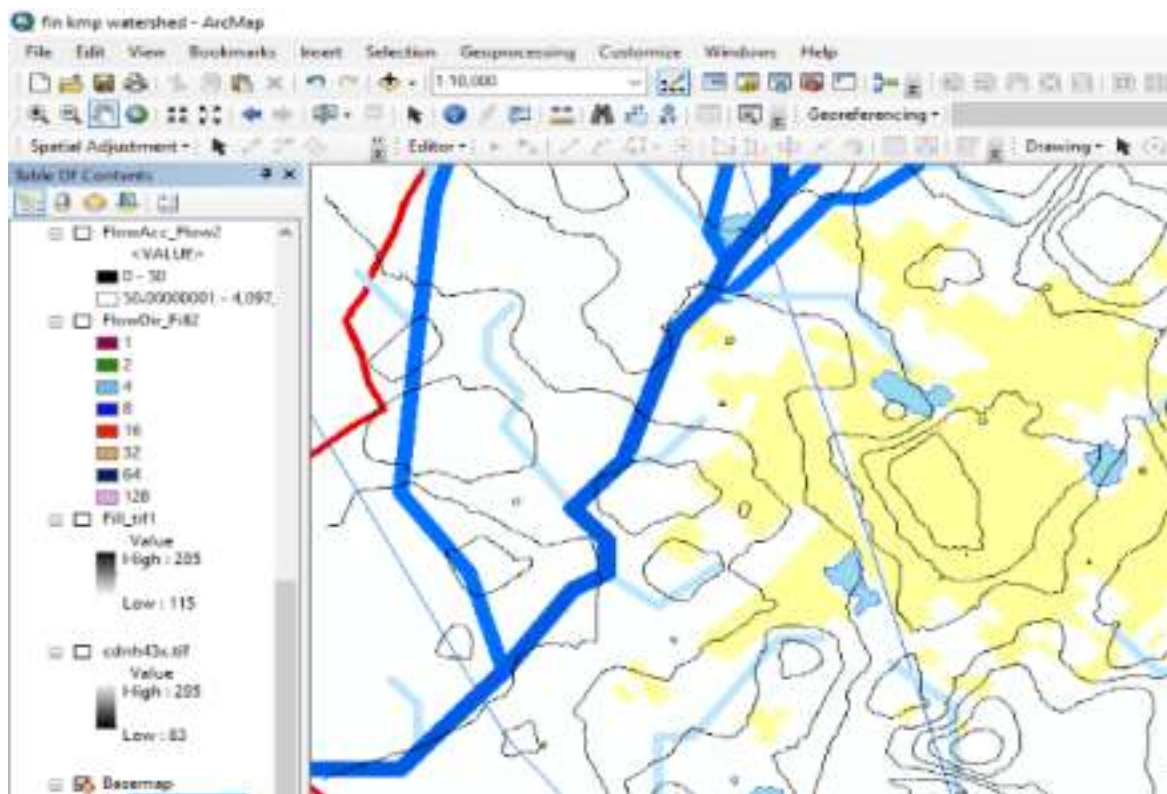 fin kmp watershed - ArcMap
File Edit View Bookmarks Insert Selection Geoprocessing Customize Windows Help
1:10,000
Georeferencing
Spatial Adjustment Editor Drawing
Table Of Contents
FlowAcc_Flow2
<VALUE>
0 - 50
50.00000001 - 4,097,
FlowDir_Fill2
1
2
4
8
16
32
64
128
Fill_tif1
Value
High : 285
Low : 115
Value
High : 285
Low : 83
Basemap